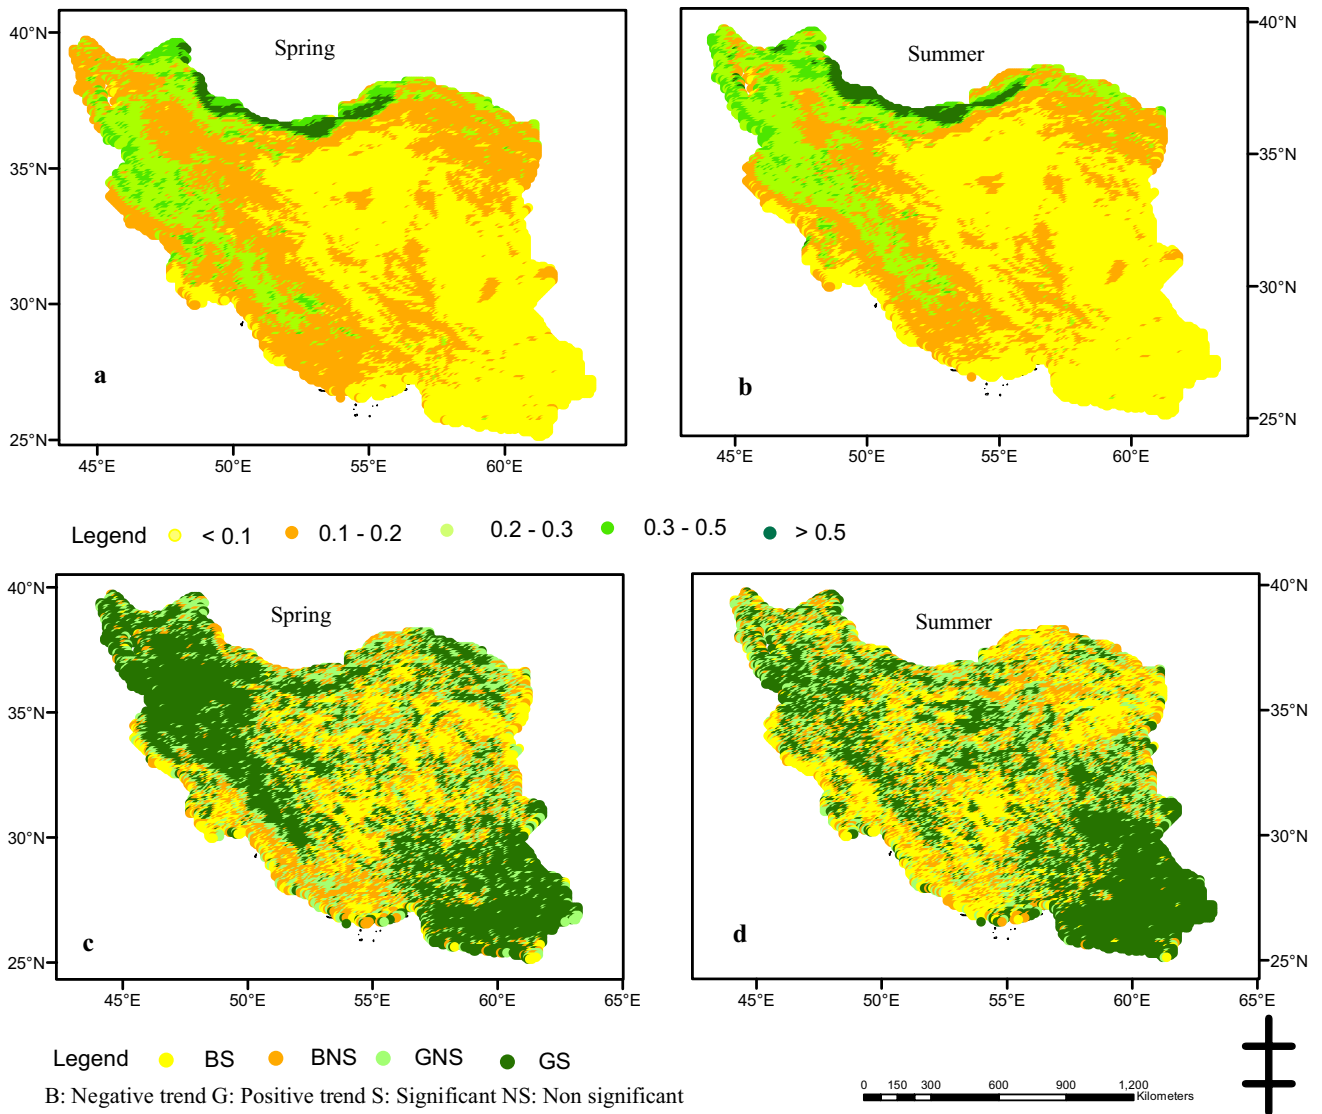 40°N
Spring
35°N
30°N
a
25°N
45°E 50°E 55°E 60°E
40°N
Summer
35°N
30°N
b
25°N
45°E 50°E 55°E 60°E
Legend < 0.1 0.1 - 0.2 0.2 - 0.3 0.3 - 0.5 > 0.5
40°N
Spring
35°N
30°N
c
25°N
45°E 50°E 55°E 60°E 65°E
40°N
Summer
35°N
30°N
d
25°N
45°E 50°E 55°E 60°E 65°E
Legend BS BNS GNS GS
B: Negative trend G: Positive trend S: Significant NS: Non significant
0 150 300 600 900 1,200
Kilometers